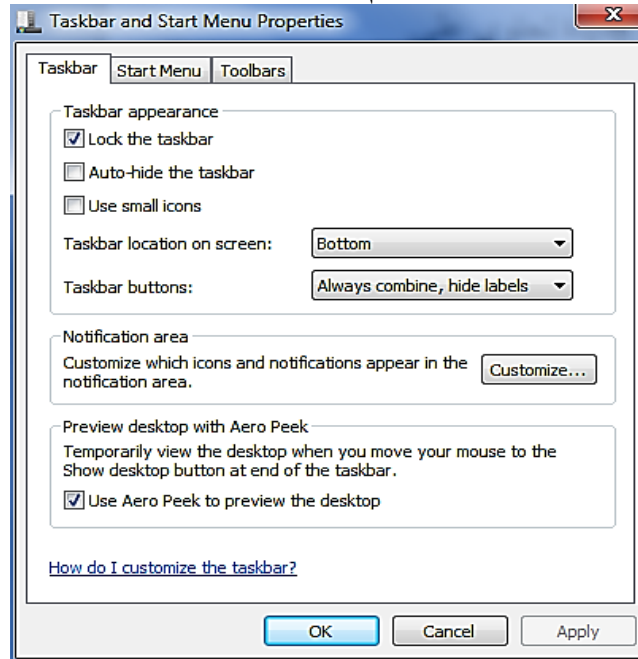 Taskbar and Start Menu Properties
Taskbar
Start Menu
Toolbars
Taskbar appearance
Lock the taskbar
Auto-hide the taskbar
Use small icons
Taskbar location on screen:
Bottom
Taskbar buttons:
Always combine, hide labels
Notification area
Customize which icons and notifications appear in the
notification area.
Customize...
Preview desktop with Aero Peek
Temporarily view the desktop when you move your mouse to the
Show desktop button at end of the taskbar.
Use Aero Peek to preview the desktop
How do I customize the taskbar?
OK
Cancel
Apply